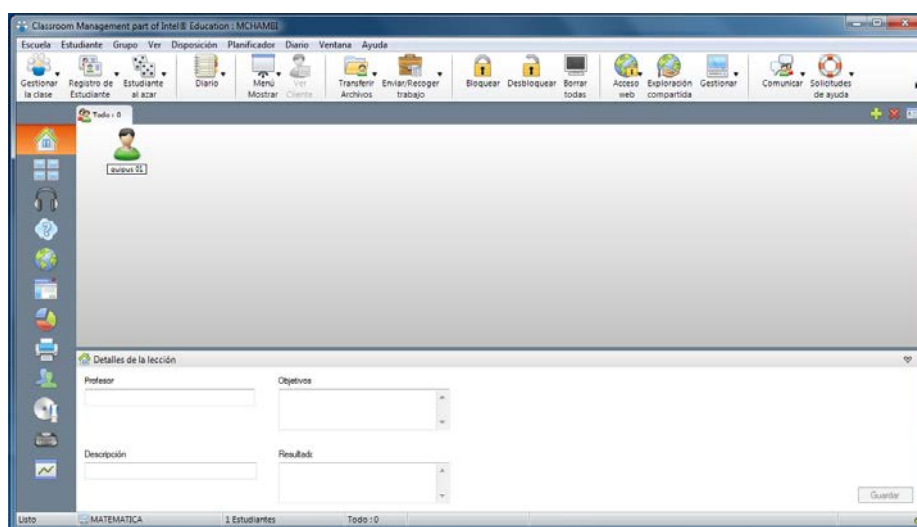 Classroom Management part of Intel® Education : MCHAMBI
Escuela Estudiante Grupo Ver Disposición Planificador Diario Ventana Ayuda
Gestionar la clase
Registro de Estudiante
Estudiante al azar
Diario
Menú Mostrar
Ver Cliente
Transferir Archivos
Enviar/Recoger trabajo
Bloquear
Desbloquear
Borrar todas
Acceso web
Exploración compartida
Gestionar
Comunicar
Solicitudes de ayuda
Todo : 0
quipus 01
Detalles de la lección
Profesor
Objetivos
Descripción
Resultado
Guardar
Listo MATEMATICA 1 Estudiantes Todo : 0